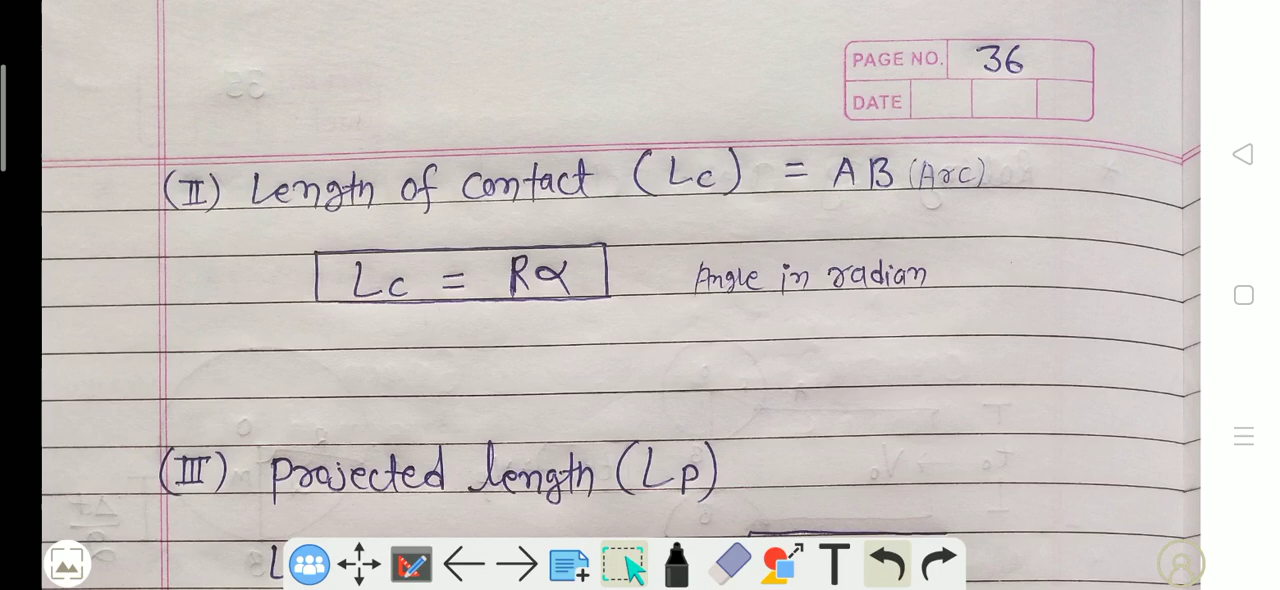 PAGE NO. 36
DATE
(II) Length of contact (Lc) = AB (Arc)
Lc = Rα Angle in radian
(III) Projected length (Lp)
L
T